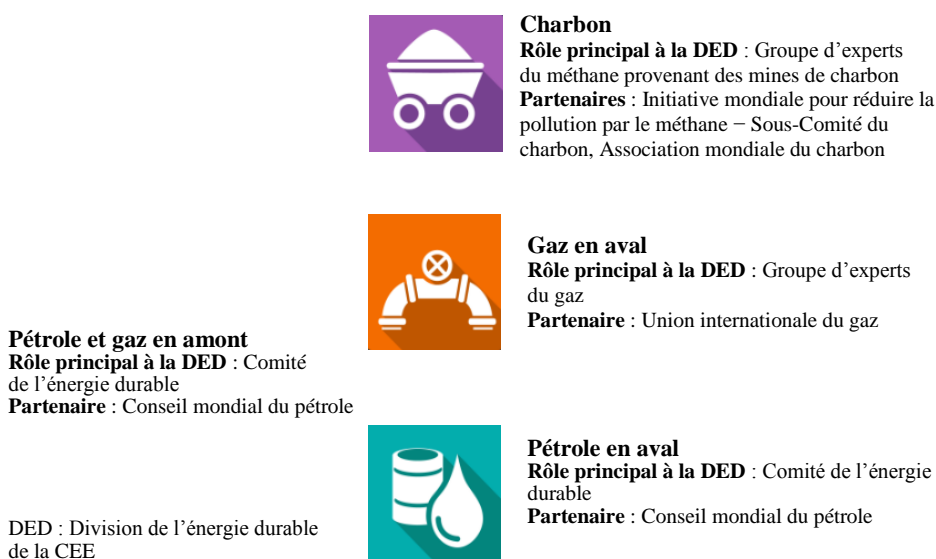 Charbon
Rôle principal à la DED : Groupe d’experts
du méthane provenant des mines de charbon
Partenaires : Initiative mondiale pour réduire la
pollution par le méthane − Sous-Comité du
charbon, Association mondiale du charbon
Gaz en aval
Rôle principal à la DED : Groupe d’experts
du gaz
Partenaire : Union internationale du gaz
Pétrole et gaz en amont
Rôle principal à la DED : Comité
de l’énergie durable
Partenaire : Conseil mondial du pétrole
Pétrole en aval
Rôle principal à la DED : Comité de l’énergie
durable
Partenaire : Conseil mondial du pétrole
DED : Division de l’énergie durable
de la CEE